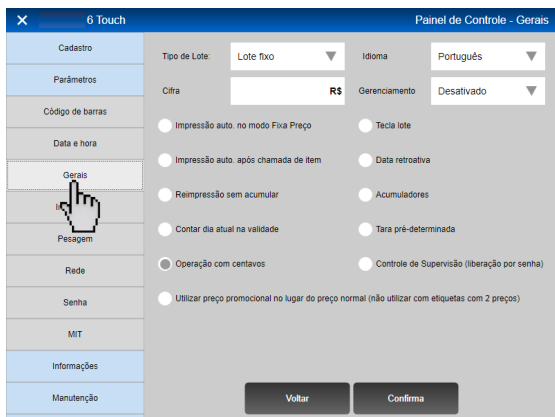 6 Touch
Painel de Controle - Gerais
Cadastro
Parâmetros
Código de barras
Data e hora
Gerais
Pesagem
Rede
Senha
MIT
Informações
Manutenção
Tipo de Lote: Lote fixo Idioma Português
Cifra R$ Gerenciamento Desativado
Impressão auto. no modo Fixa Preço Tecla lote
Impressão auto. após chamada de item Data retroativa
Reimpressão sem acumular Acumuladores
Contar dia atual na validade Tara pré-determinada
Operação com centavos Controle de Supervisão (liberação por senha)
Utilizar preço promocional no lugar do preço normal (não utilizar com etiquetas com 2 preços)
Voltar Confirma